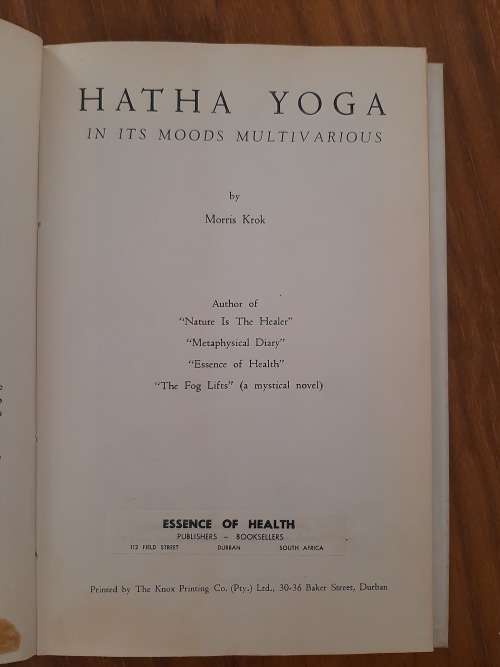 HATHA YOGA
IN ITS MOODS MULTIVARIOUS
by
Morris Krok
Author of
"Nature Is The Healer"
"Metaphysical Diary"
"Essence of Health"
"The Fog Lifts" (a mystical novel)
ESSENCE OF HEALTH
PUBLISHERS – BOOKSELLERS
112 FIELD STREET DURBAN SOUTH AFRICA
Printed by The Knox Printing Co. (Pty.) Ltd., 30-36 Baker Street, Durban